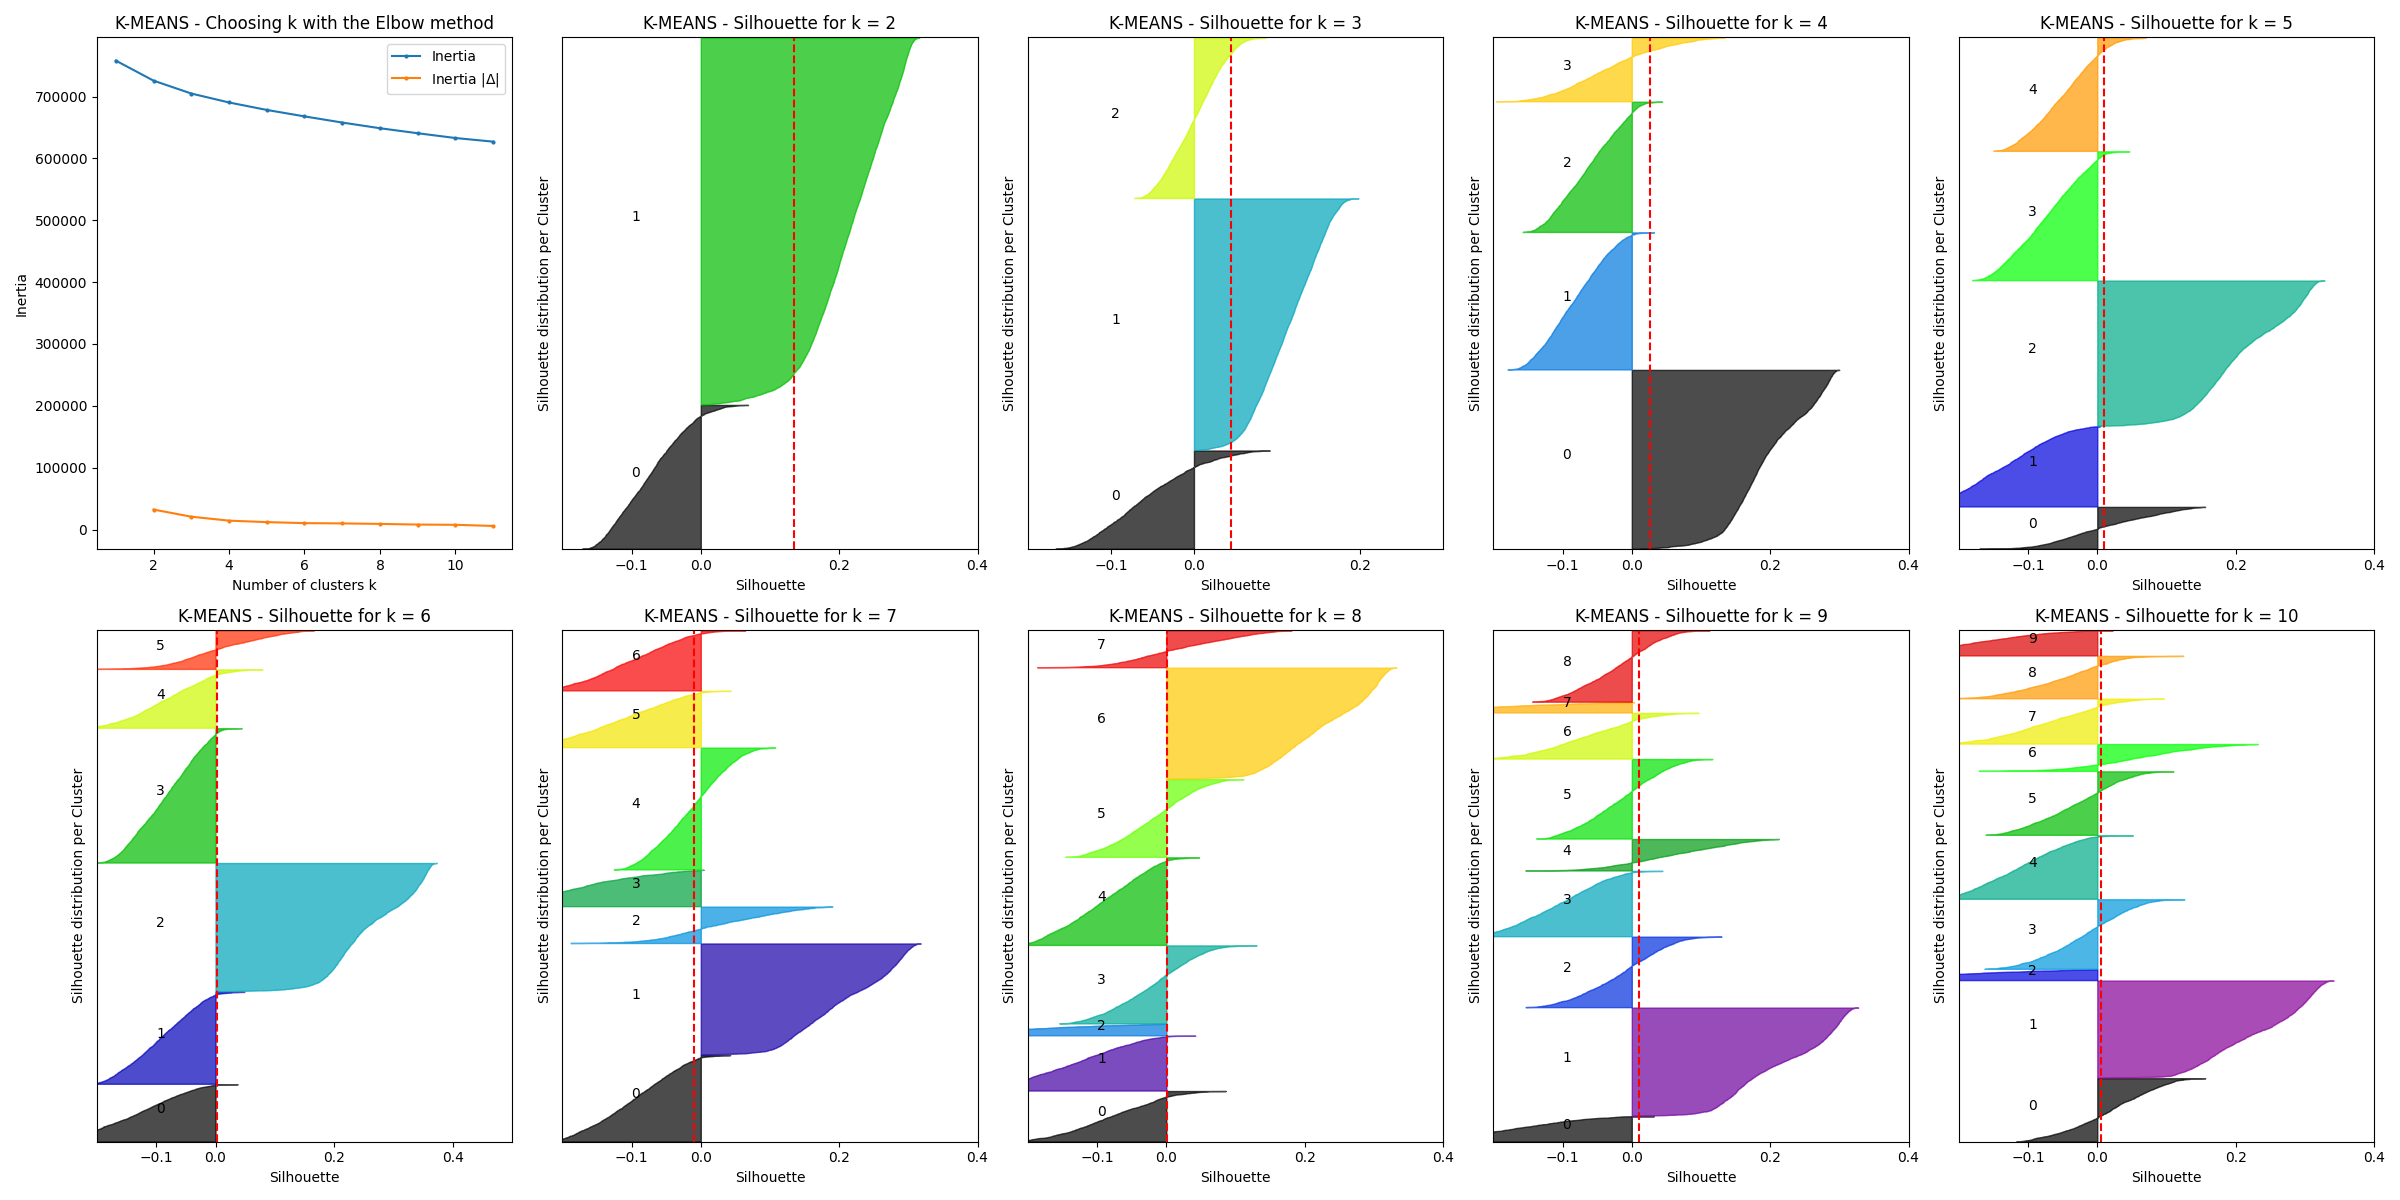 K-MEANS - Choosing k with the Elbow method
Inertia
Inertia |Δ|
700000
600000
500000
400000
300000
200000
100000
0
Inertia
2 4 6 8 10
Number of clusters k
K-MEANS - Silhouette for k = 2
Silhouette distribution per Cluster
1
0
−0.1 0.0 0.2 0.4
Silhouette
K-MEANS - Silhouette for k = 3
Silhouette distribution per Cluster
2
1
0
−0.1 0.0 0.2
Silhouette
K-MEANS - Silhouette for k = 4
Silhouette distribution per Cluster
3
2
1
0
−0.1 0.0 0.2 0.4
Silhouette
K-MEANS - Silhouette for k = 5
Silhouette distribution per Cluster
4
3
2
1
0
−0.1 0.0 0.2 0.4
Silhouette
K-MEANS - Silhouette for k = 6
Silhouette distribution per Cluster
5
4
3
2
1
0
−0.1 0.0 0.2 0.4
Silhouette
K-MEANS - Silhouette for k = 7
Silhouette distribution per Cluster
6
5
4
3
2
1
0
−0.1 0.0 0.2 0.4
Silhouette
K-MEANS - Silhouette for k = 8
Silhouette distribution per Cluster
7
6
5
4
3
2
1
0
−0.1 0.0 0.2 0.4
Silhouette
K-MEANS - Silhouette for k = 9
Silhouette distribution per Cluster
8
7
6
5
4
3
2
1
0
−0.1 0.0 0.2 0.4
Silhouette
K-MEANS - Silhouette for k = 10
Silhouette distribution per Cluster
9
8
7
6
5
4
3
2
1
0
−0.1 0.0 0.2 0.4
Silhouette